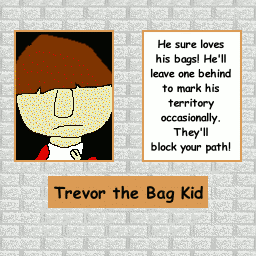 He sure loves
his bags! He'll
leave one behind
to mark his
territory
occasionally.
They'll
block your path!
Trevor the Bag Kid